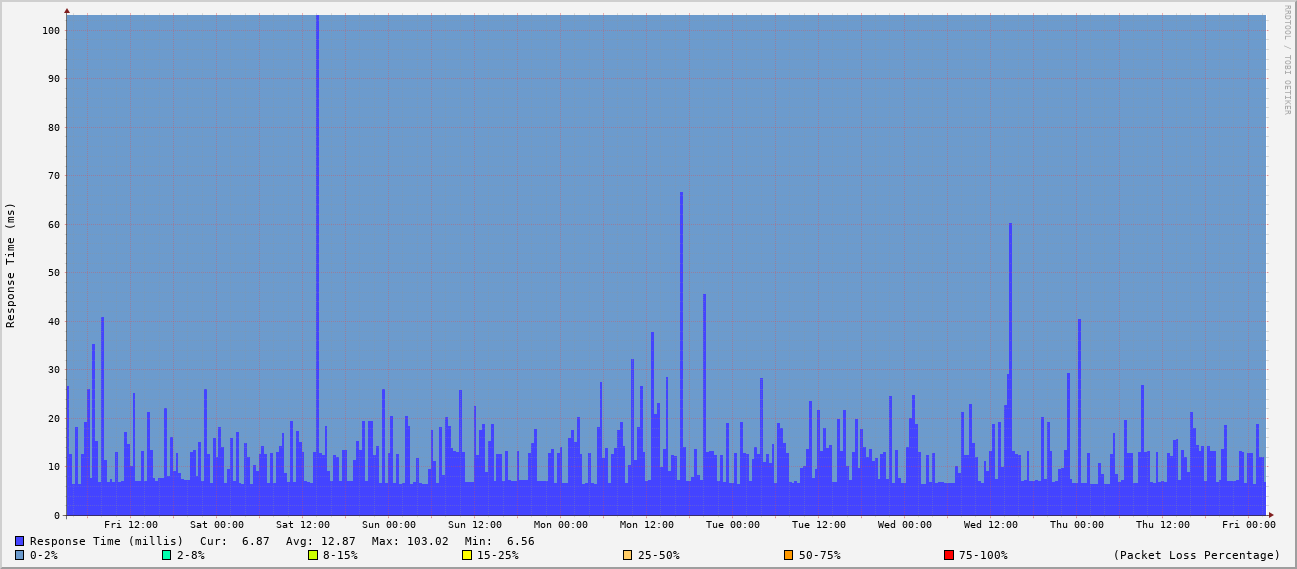 RRDTOOL / TOBI OETIKER
Response Time (ms)
100
90
80
70
60
50
40
30
20
10
0
Fri 12:00 Sat 00:00 Sat 12:00 Sun 00:00 Sun 12:00 Mon 00:00 Mon 12:00 Tue 00:00 Tue 12:00 Wed 00:00 Wed 12:00 Thu 00:00 Thu 12:00 Fri 00:00
Response Time (millis) Cur: 6.87 Avg: 12.87 Max: 103.02 Min: 6.56
0-2% 2-8% 8-15% 15-25% 25-50% 50-75% 75-100% (Packet Loss Percentage)